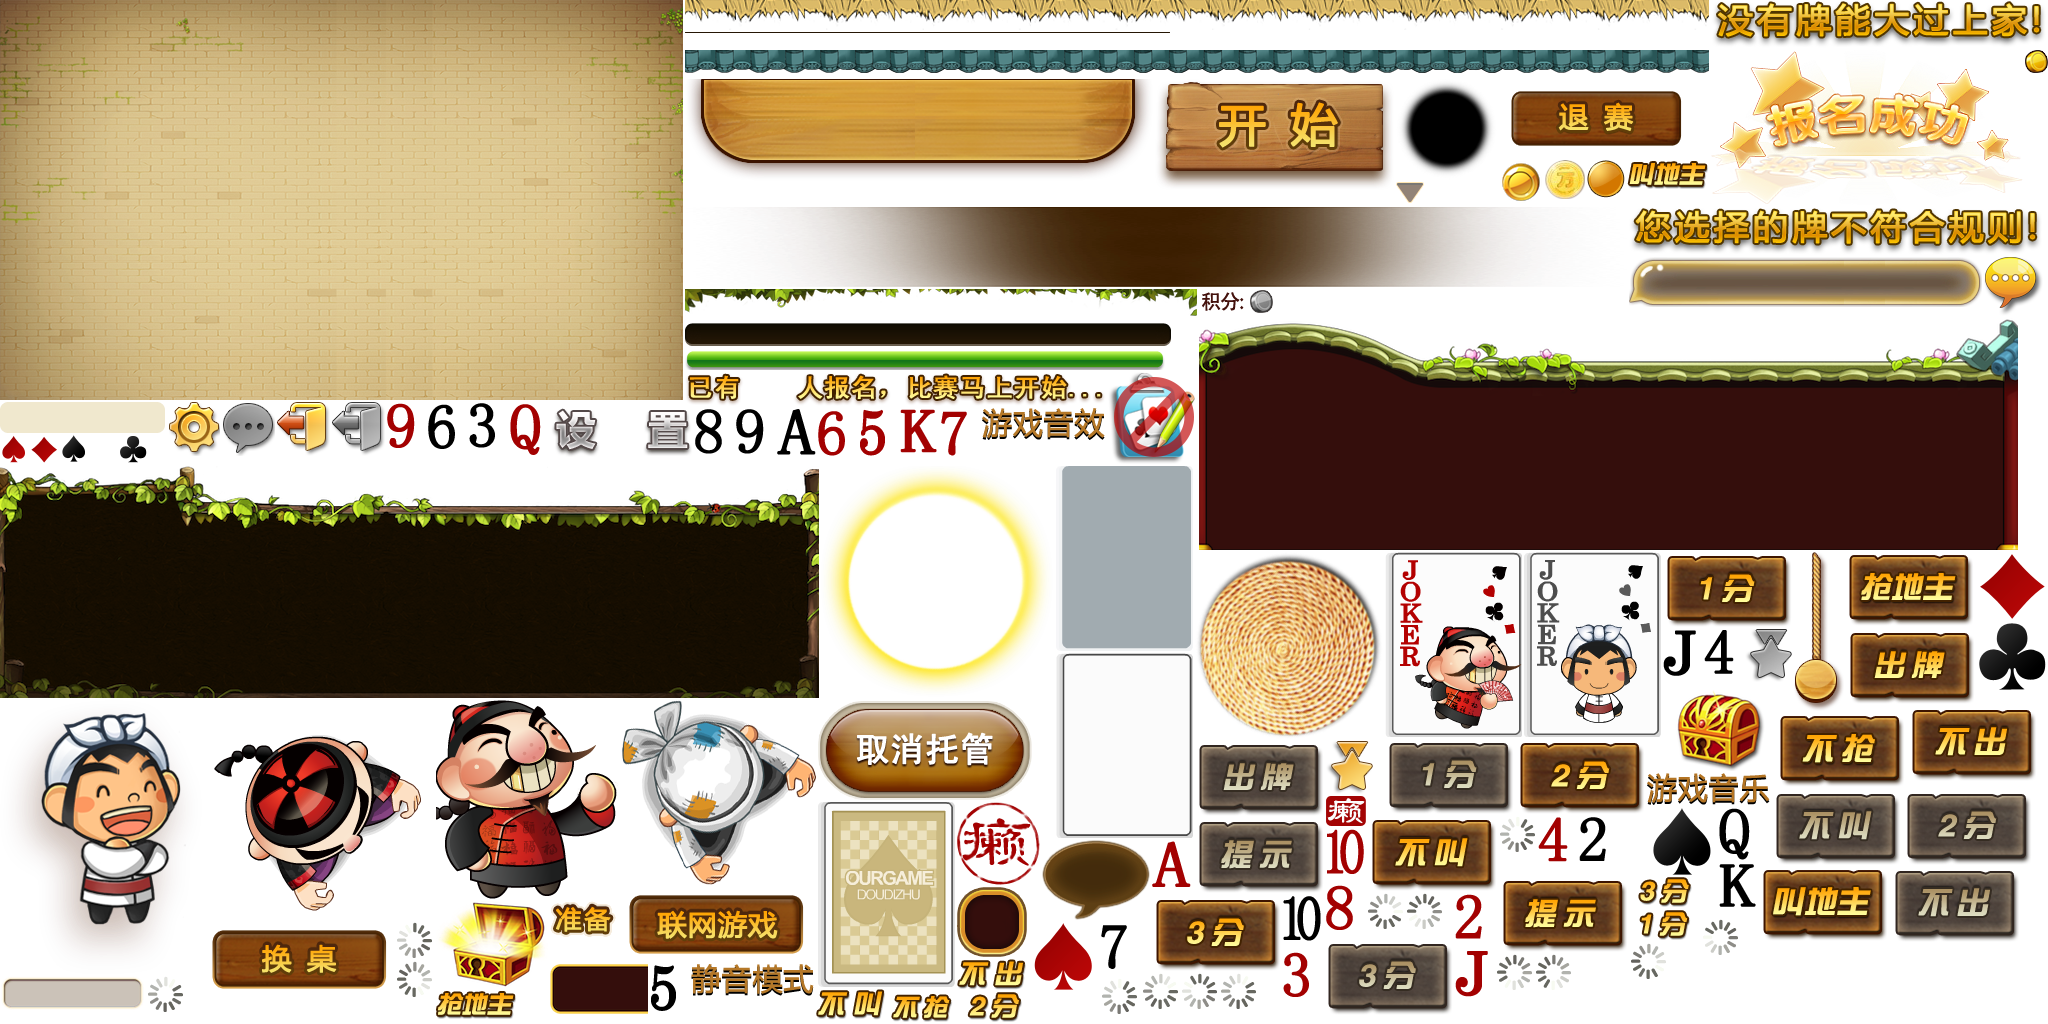 没有牌能大过上家!
报名成功
开始
退赛
叫地主
您选择的牌不符合规则!
积分:
已有 人报名，比赛马上开始...
9 6 3 Q
设 置
8 9 A 6 5 K 7
游戏音效
JOKER
JOKER
1分
抢地主
J 4
出牌
取消托管
不抢
不出
出牌
1分
2分
游戏音乐
癞
癞
10
提示
不叫
4 2
Q
不叫
2分
OURGAME
DOUDIZHU
A
8
K
3分
1分
叫地主
不出
准备
联网游戏
换桌
7
3分
10
2
提示
抢地主
5
静音模式
不出
不叫
不抢
2分
3
3分
J